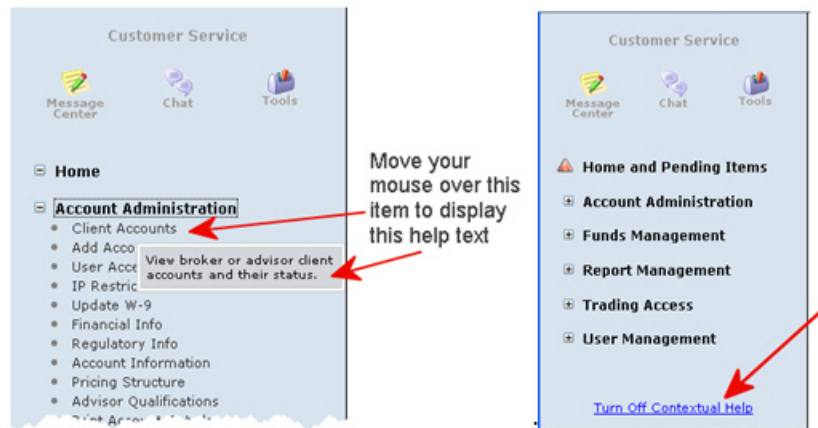 Customer Service
Message Center
Chat
Tools
Home
Account Administration
Client Accounts
Add Acco
User Acce
IP Restric
Update W-9
Financial Info
Regulatory Info
Account Information
Pricing Structure
Advisor Qualifications
View broker or advisor client
accounts and their status.
Move your
mouse over this
item to display
this help text
Customer Service
Message Center
Chat
Tools
Home and Pending Items
Account Administration
Funds Management
Report Management
Trading Access
User Management
Turn Off Contextual Help